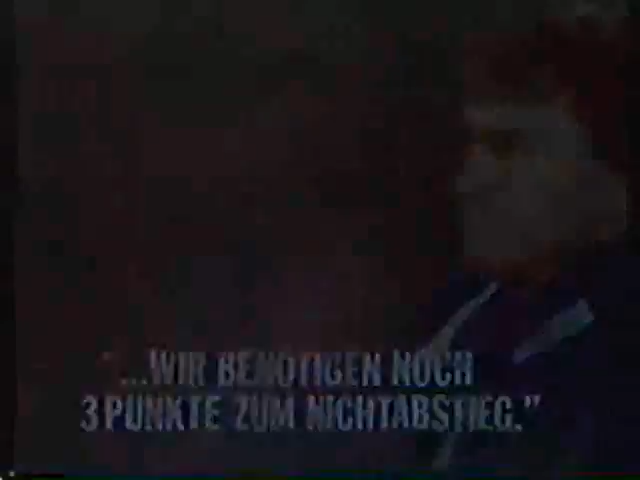 "...WIR BENÖTIGEN NOCH
3 PUNKTE ZUM NICHTABSTIEG."